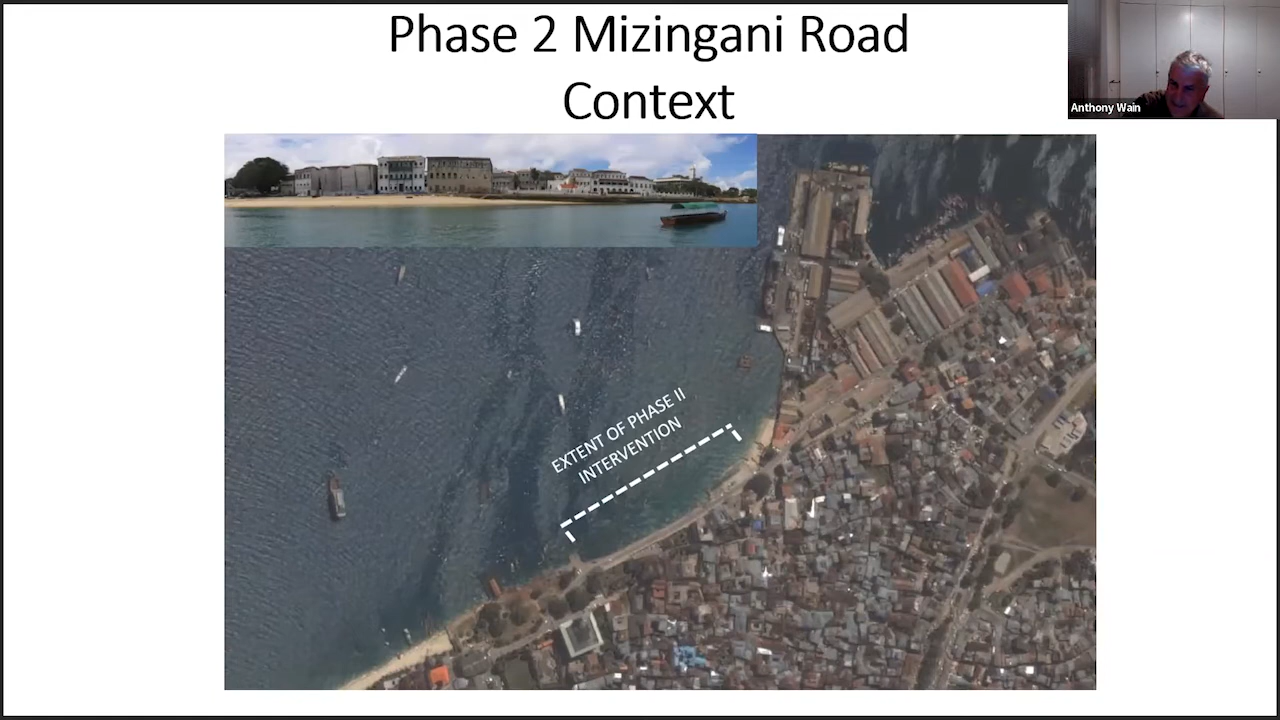 Phase 2 Mizingani Road
Context
Anthony Wain
EXTENT OF PHASE II
INTERVENTION